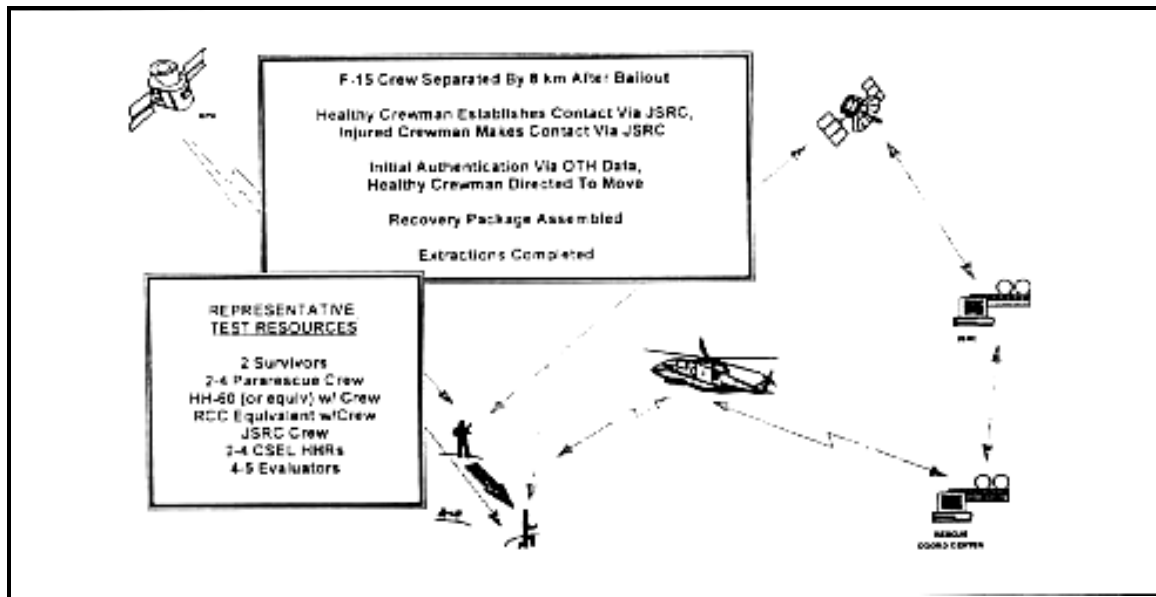 F-15 Crew Separated By 8 km After Bailout
Healthy Crewman Establishes Contact Via JSRC,
Injured Crewman Makes Contact Via JSRC
Initial Authentication Via OTH Data,
Healthy Crewman Directed To Move
Recovery Package Assembled
Extractions Completed
REPRESENTATIVE
TEST RESOURCES
2 Survivors
2-4 Pararescue Crew
HH-60 (or equiv) w/ Crew
RCC Equivalent w/Crew
JSRC Crew
CSEL HHRs
4-5 Evaluators
RESCUE
COORD CENTER